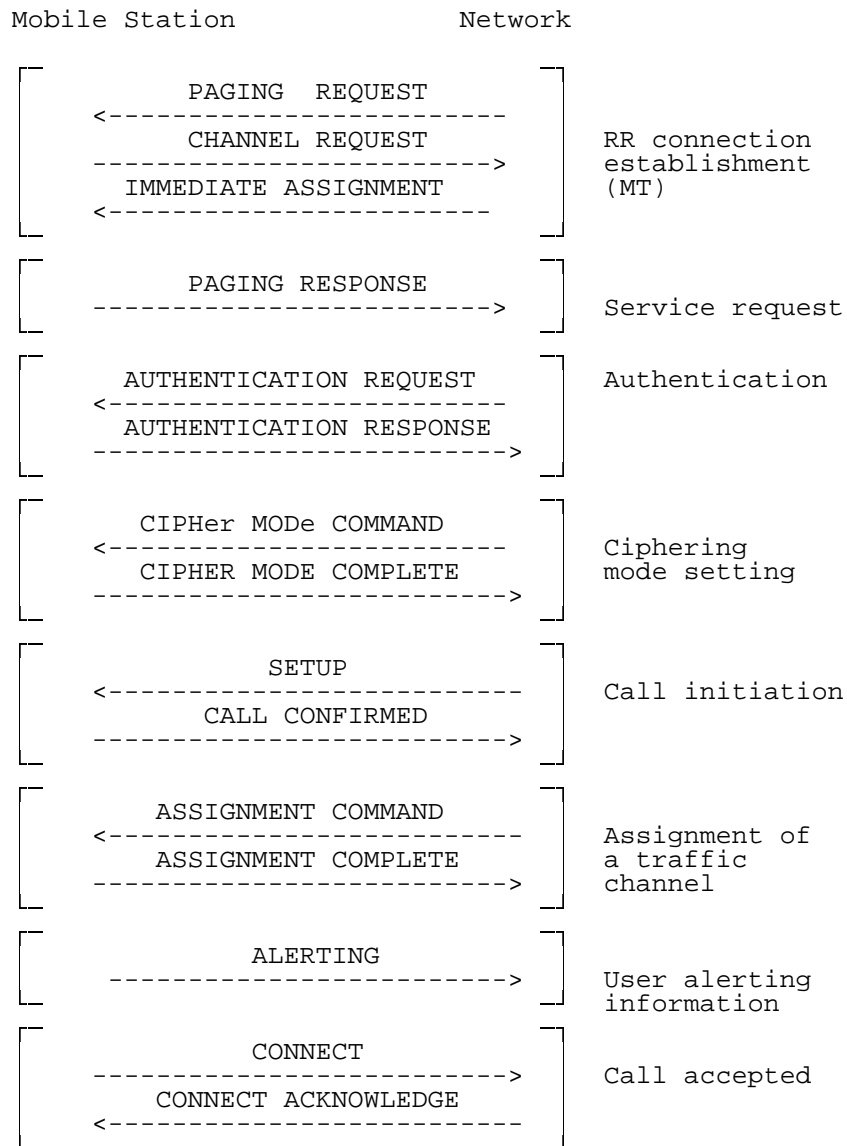 Mobile Station Network
PAGING REQUEST
<-------------------------
CHANNEL REQUEST
------------------------->
IMMEDIATE ASSIGNMENT
<------------------------
RR connection
establishment
(MT)
PAGING RESPONSE
------------------------->
Service request
AUTHENTICATION REQUEST
<-------------------------
AUTHENTICATION RESPONSE
-------------------------->
Authentication
CIPHer MODe COMMAND
<-------------------------
CIPHER MODE COMPLETE
-------------------------->
Ciphering
mode setting
SETUP
<--------------------------
CALL CONFIRMED
-------------------------->
Call initiation
ASSIGNMENT COMMAND
<--------------------------
ASSIGNMENT COMPLETE
-------------------------->
Assignment of
a traffic
channel
ALERTING
------------------------->
User alerting
information
CONNECT
-------------------------->
CONNECT ACKNOWLEDGE
<--------------------------
Call accepted